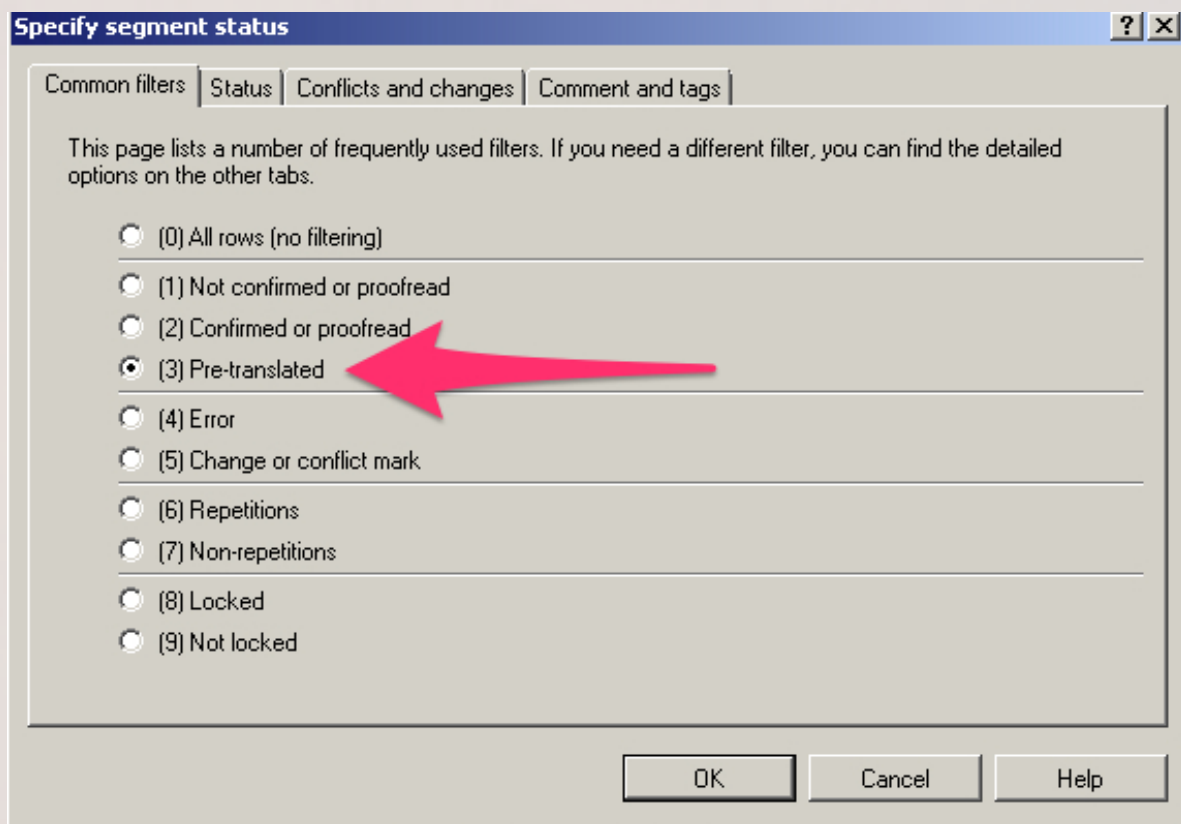 Specify segment status
Common filters
Status
Conflicts and changes
Comment and tags
This page lists a number of frequently used filters. If you need a different filter, you can find the detailed
options on the other tabs.
(0) All rows (no filtering)
(1) Not confirmed or proofread
(2) Confirmed or proofread
(3) Pre-translated
(4) Error
(5) Change or conflict mark
(6) Repetitions
(7) Non-repetitions
(8) Locked
(9) Not locked
OK
Cancel
Help